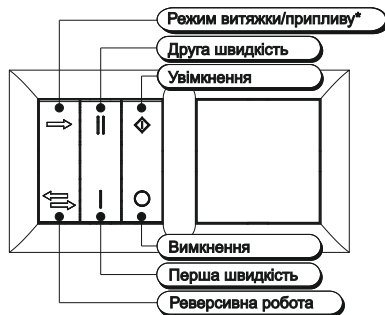 Режим витяжки/припливу*
Друга швидкість
Увімкнення
Вимкнення
Перша швидкість
Реверсивна робота